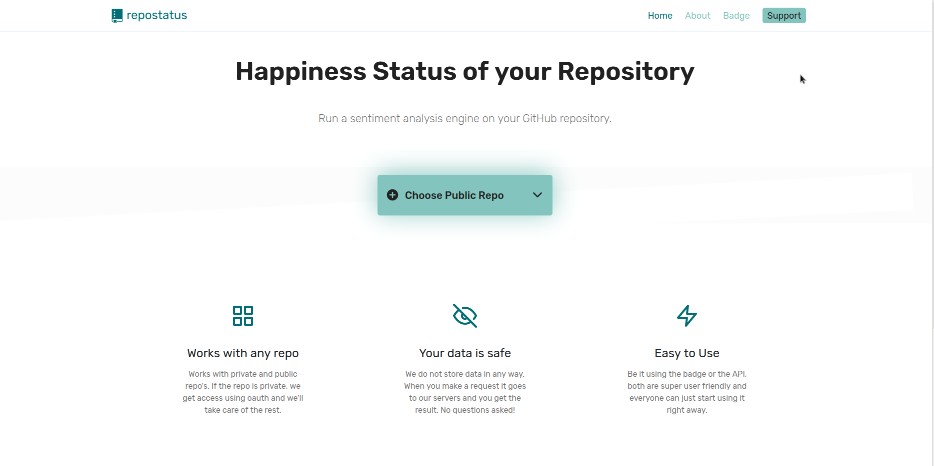 repostatus
Home About Badge Support
Happiness Status of your Repository
Run a sentiment analysis engine on your GitHub repository.
Choose Public Repo
Works with any repo
Works with private and public
repo's. If the repo is private, we
get access using oauth and we'll
take care of the rest.
Your data is safe
We do not store data in any way.
When you make a request it goes
to our servers and you get the
result. No questions asked!
Easy to Use
Be it using the badge or the API,
both are super user friendly and
everyone can just start using it
right away.